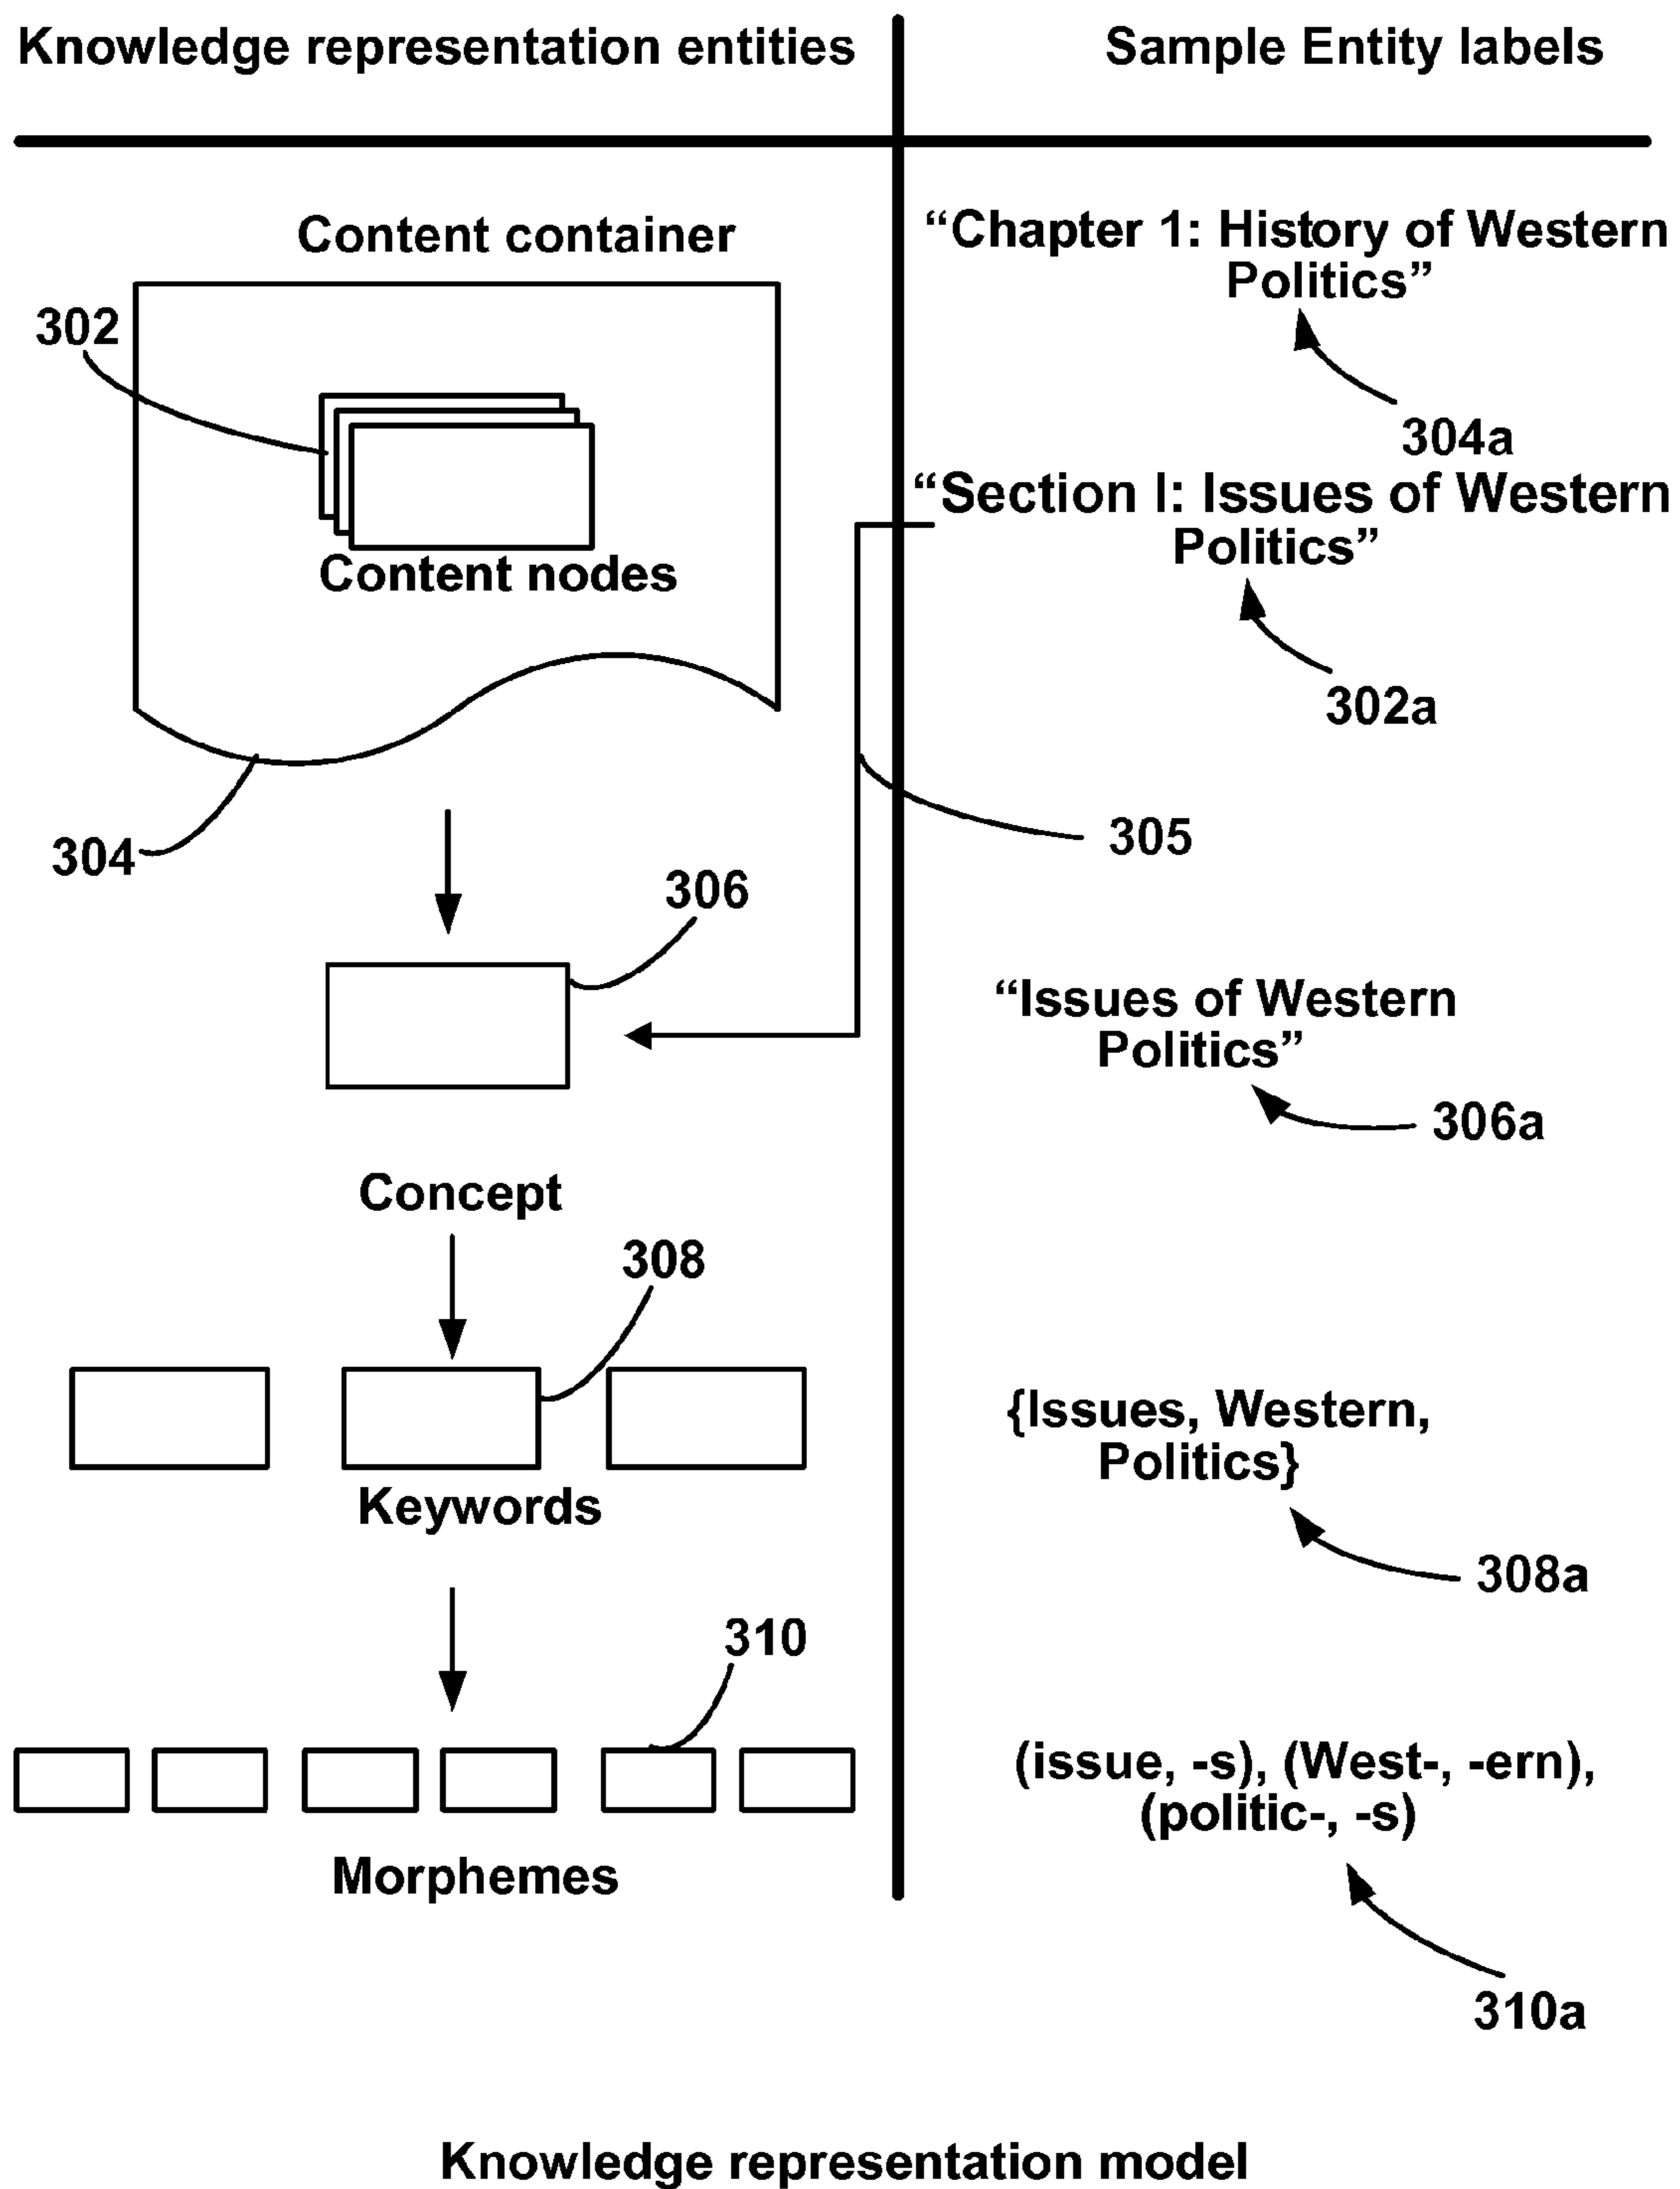 Knowledge representation entities
Sample Entity labels
Content container
“Chapter 1: History of Western
Politics”
302
304a
“Section I: Issues of Western
Politics”
Content nodes
302a
305
304
306
“Issues of Western
Politics”
306a
Concept
308
{Issues, Western,
Politics}
Keywords
308a
310
(issue, -s), (West-, -ern),
(politic-, -s)
Morphemes
310a
Knowledge representation model